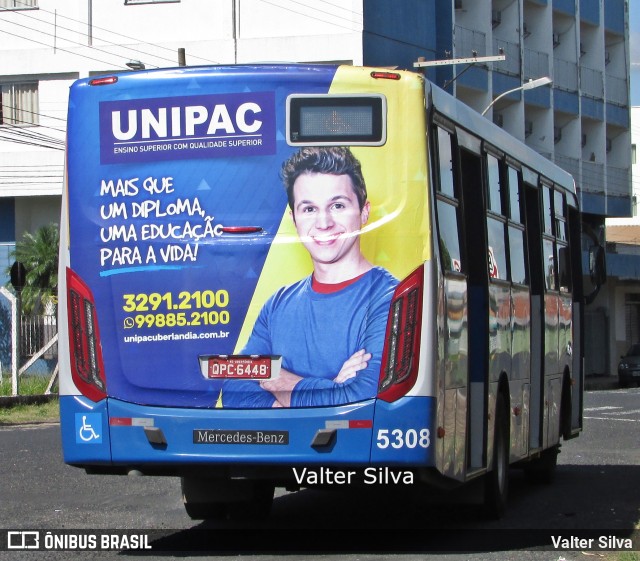 UNIPAC
ENSINO SUPERIOR COM QUALIDADE SUPERIOR
MAIS QUE
UM DIPLOMA,
UMA EDUCAÇÃO
PARA A VIDA!
3291.2100
99885.2100
unipacuberlandia.com.br
OPC-6448
Mercedes-Benz
5308
Valter Silva
ÔNIBUS BRASIL
Valter Silva